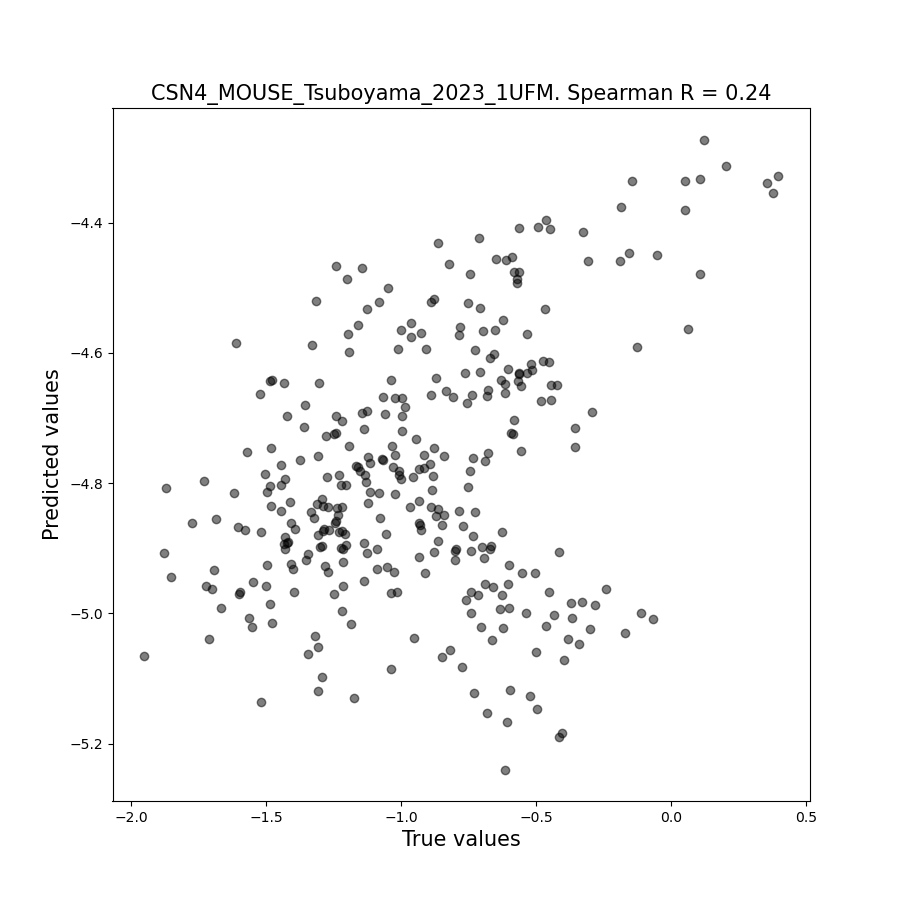 CSN4_MOUSE_Tsuboyama_2023_1UFM. Spearman R = 0.24
Predicted values
−4.4
−4.6
−4.8
−5.0
−5.2
−2.0 −1.5 −1.0 −0.5 0.0 0.5
True values